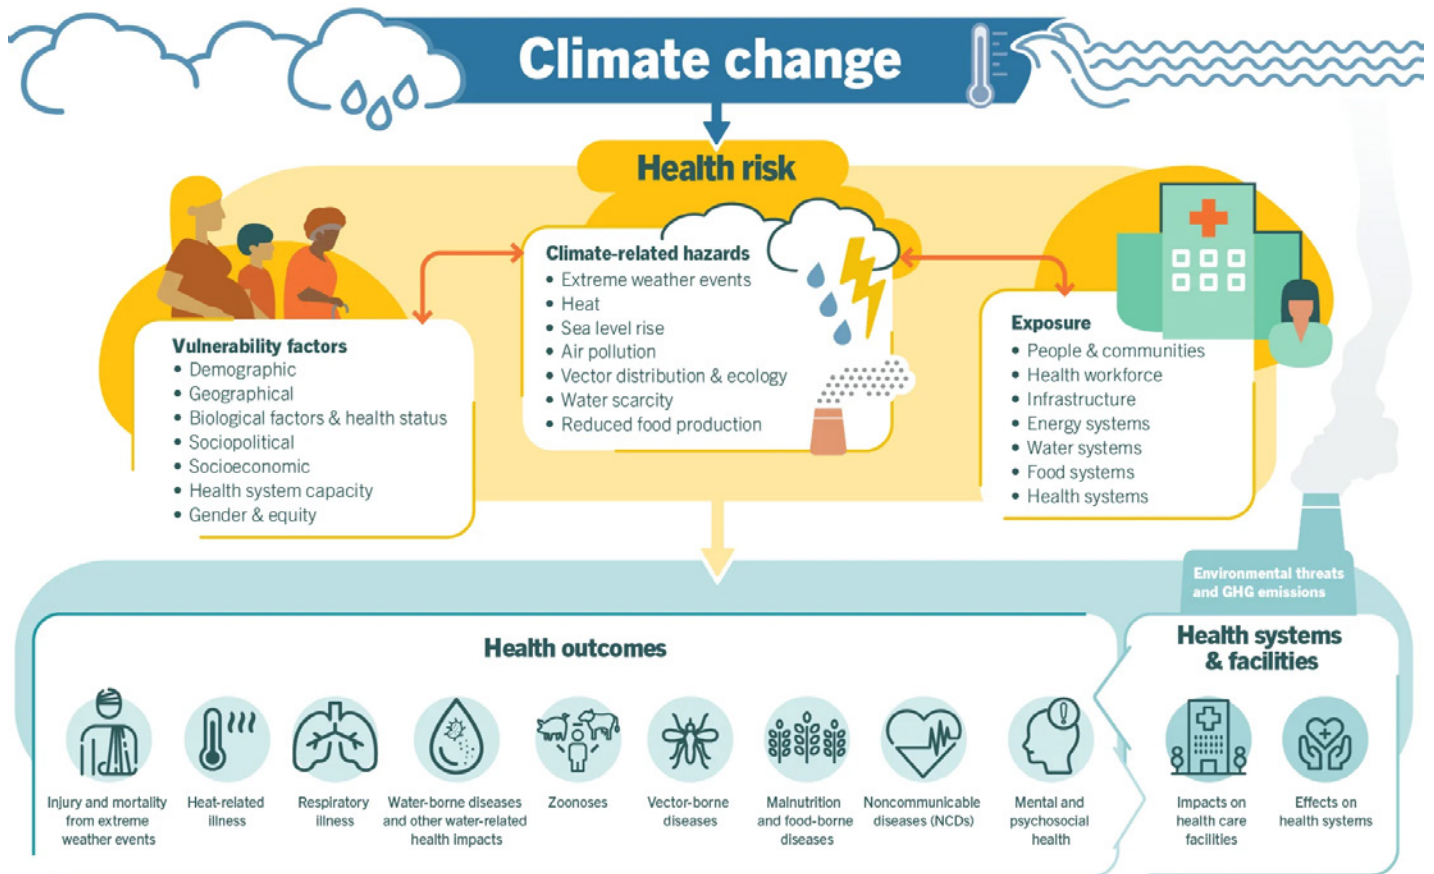 Climate change
Health risk
Vulnerability factors
• Demographic
• Geographical
• Biological factors & health status
• Sociopolitical
• Socioeconomic
• Health system capacity
• Gender & equity
Climate-related hazards
• Extreme weather events
• Heat
• Sea level rise
• Air pollution
• Vector distribution & ecology
• Water scarcity
• Reduced food production
Exposure
• People & communities
• Health workforce
• Infrastructure
• Energy systems
• Water systems
• Food systems
• Health systems
Environmental threats
and GHG emissions
Health outcomes
Injury and mortality
from extreme
weather events
Heat-related
illness
Respiratory
illness
Water-borne diseases
and other water-related
health impacts
Zoonoses
Vector-borne
diseases
Malnutrition
and food-borne
diseases
Noncommunicable
diseases (NCDs)
Mental and
psychosocial
health
Health systems
& facilities
Impacts on
health care
facilities
Effects on
health systems